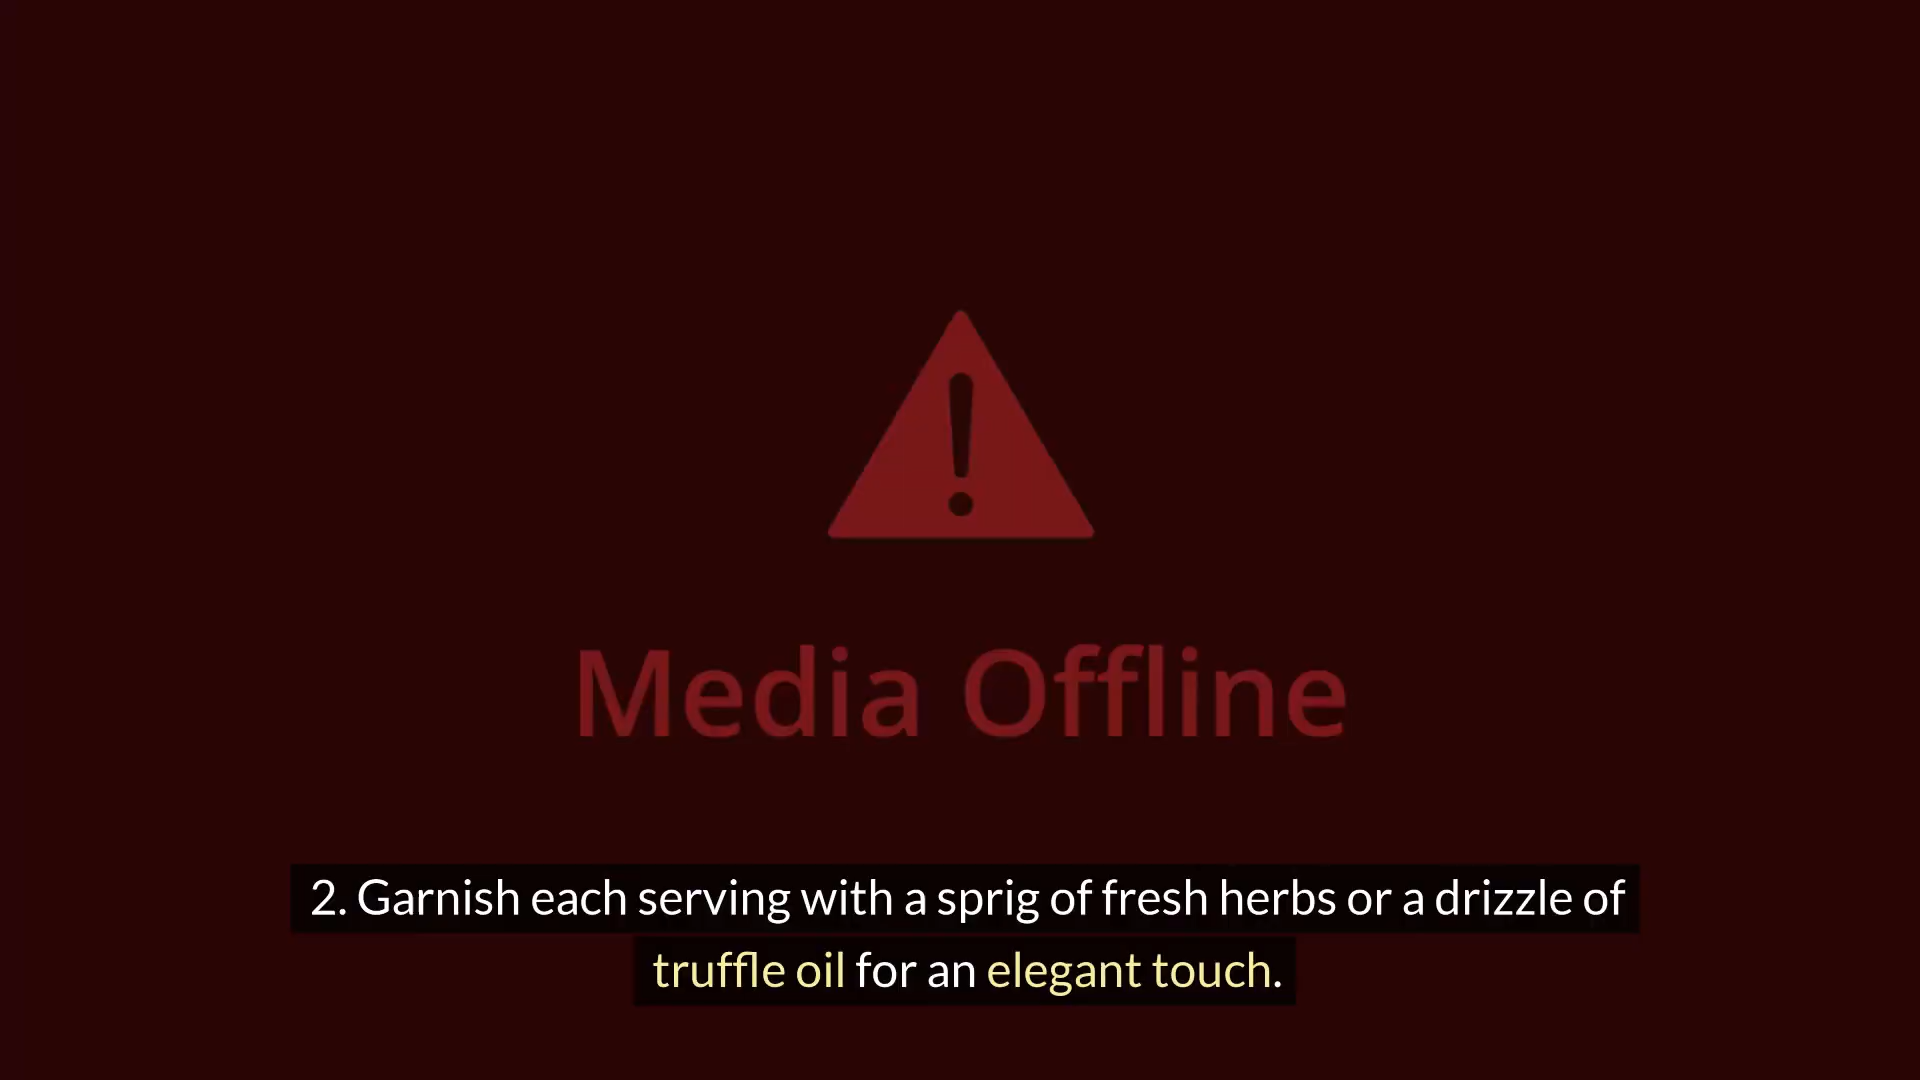 Media Offline
2. Garnish each serving with a sprig of fresh herbs or a drizzle of
truffle oil for an elegant touch.